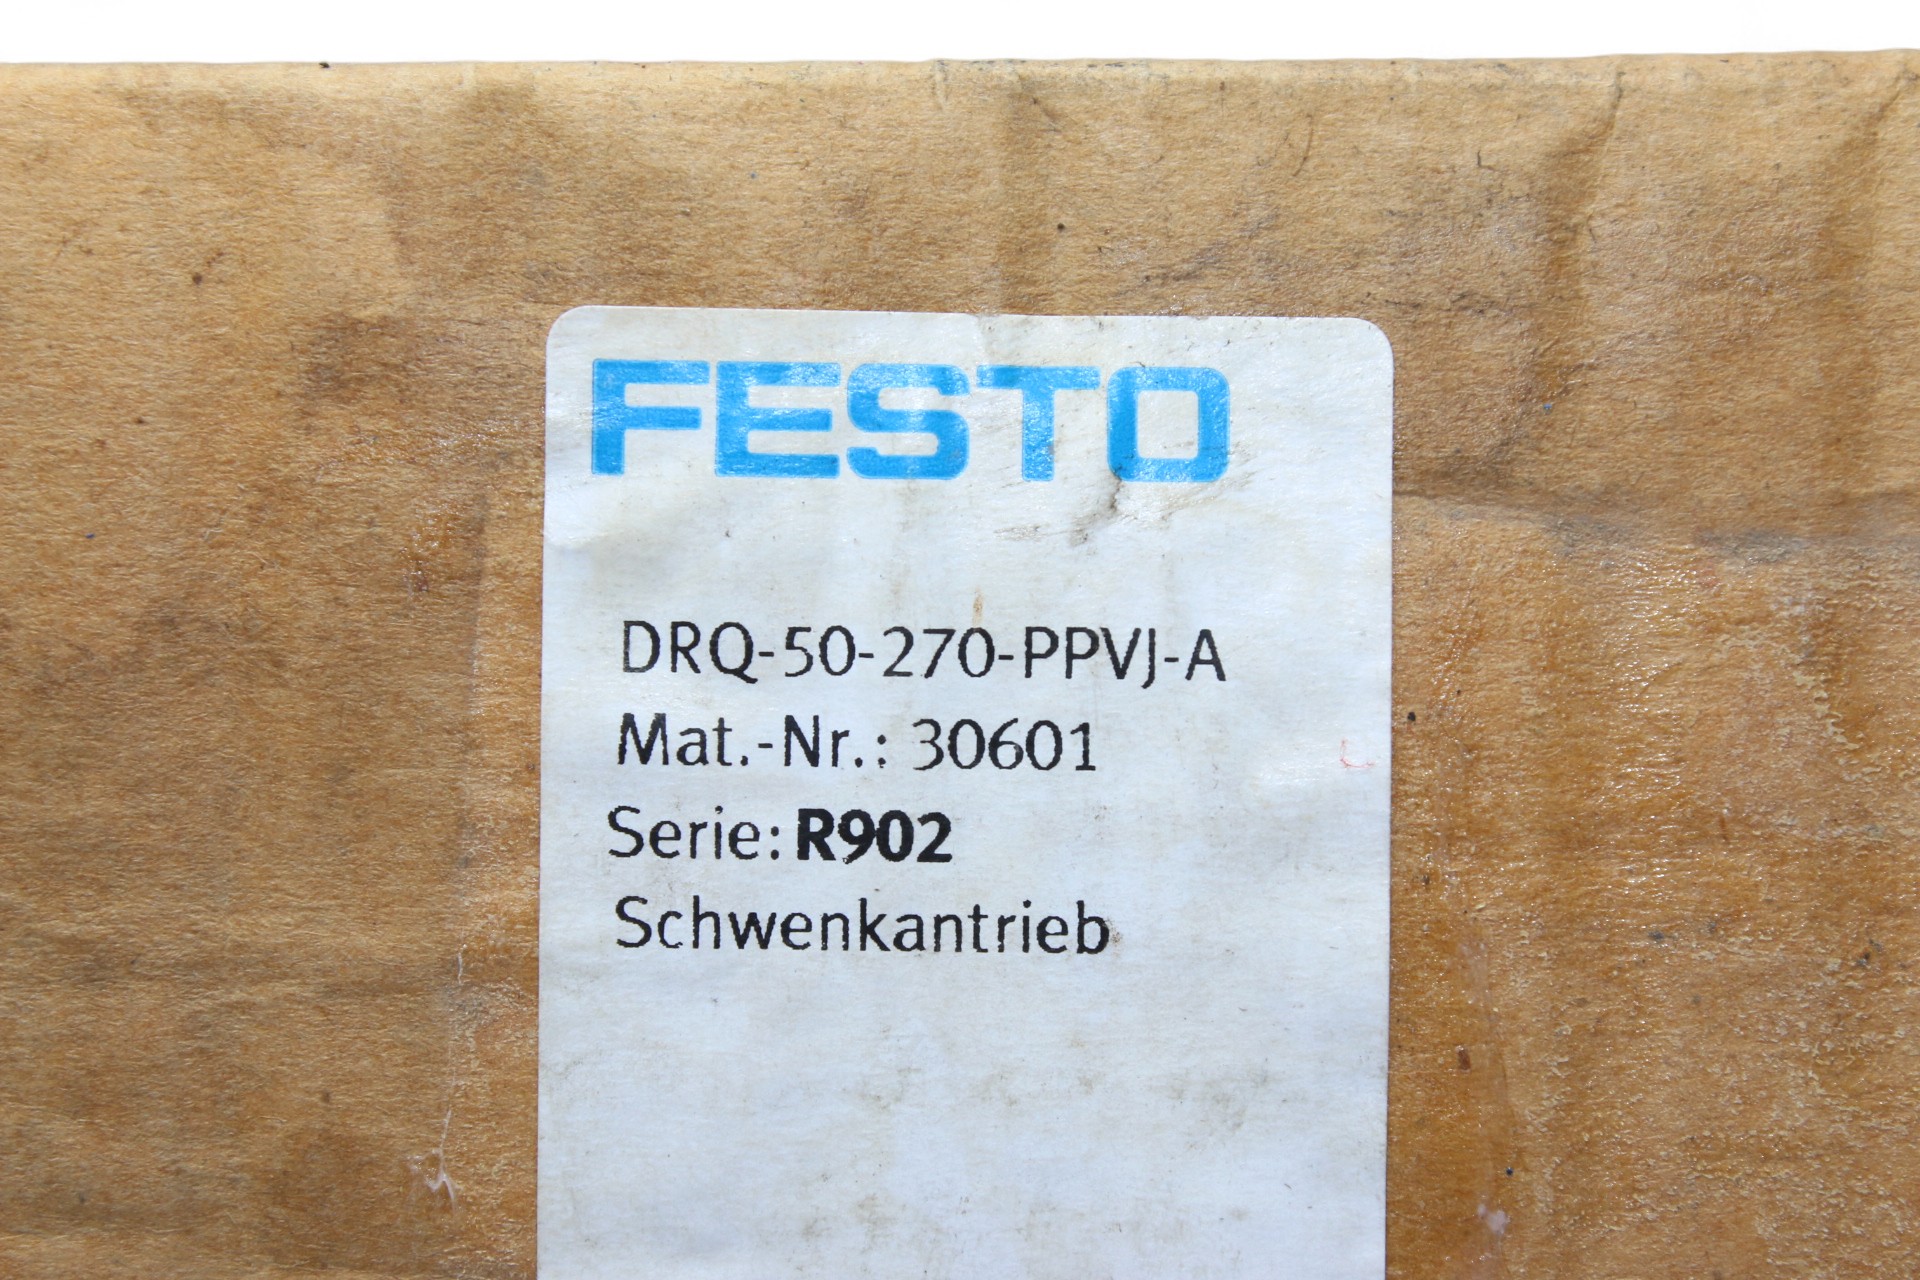 FESTO
DRQ-50-270-PPVJ-A
Mat.-Nr.: 30601
Serie: R902
Schwenkantrieb